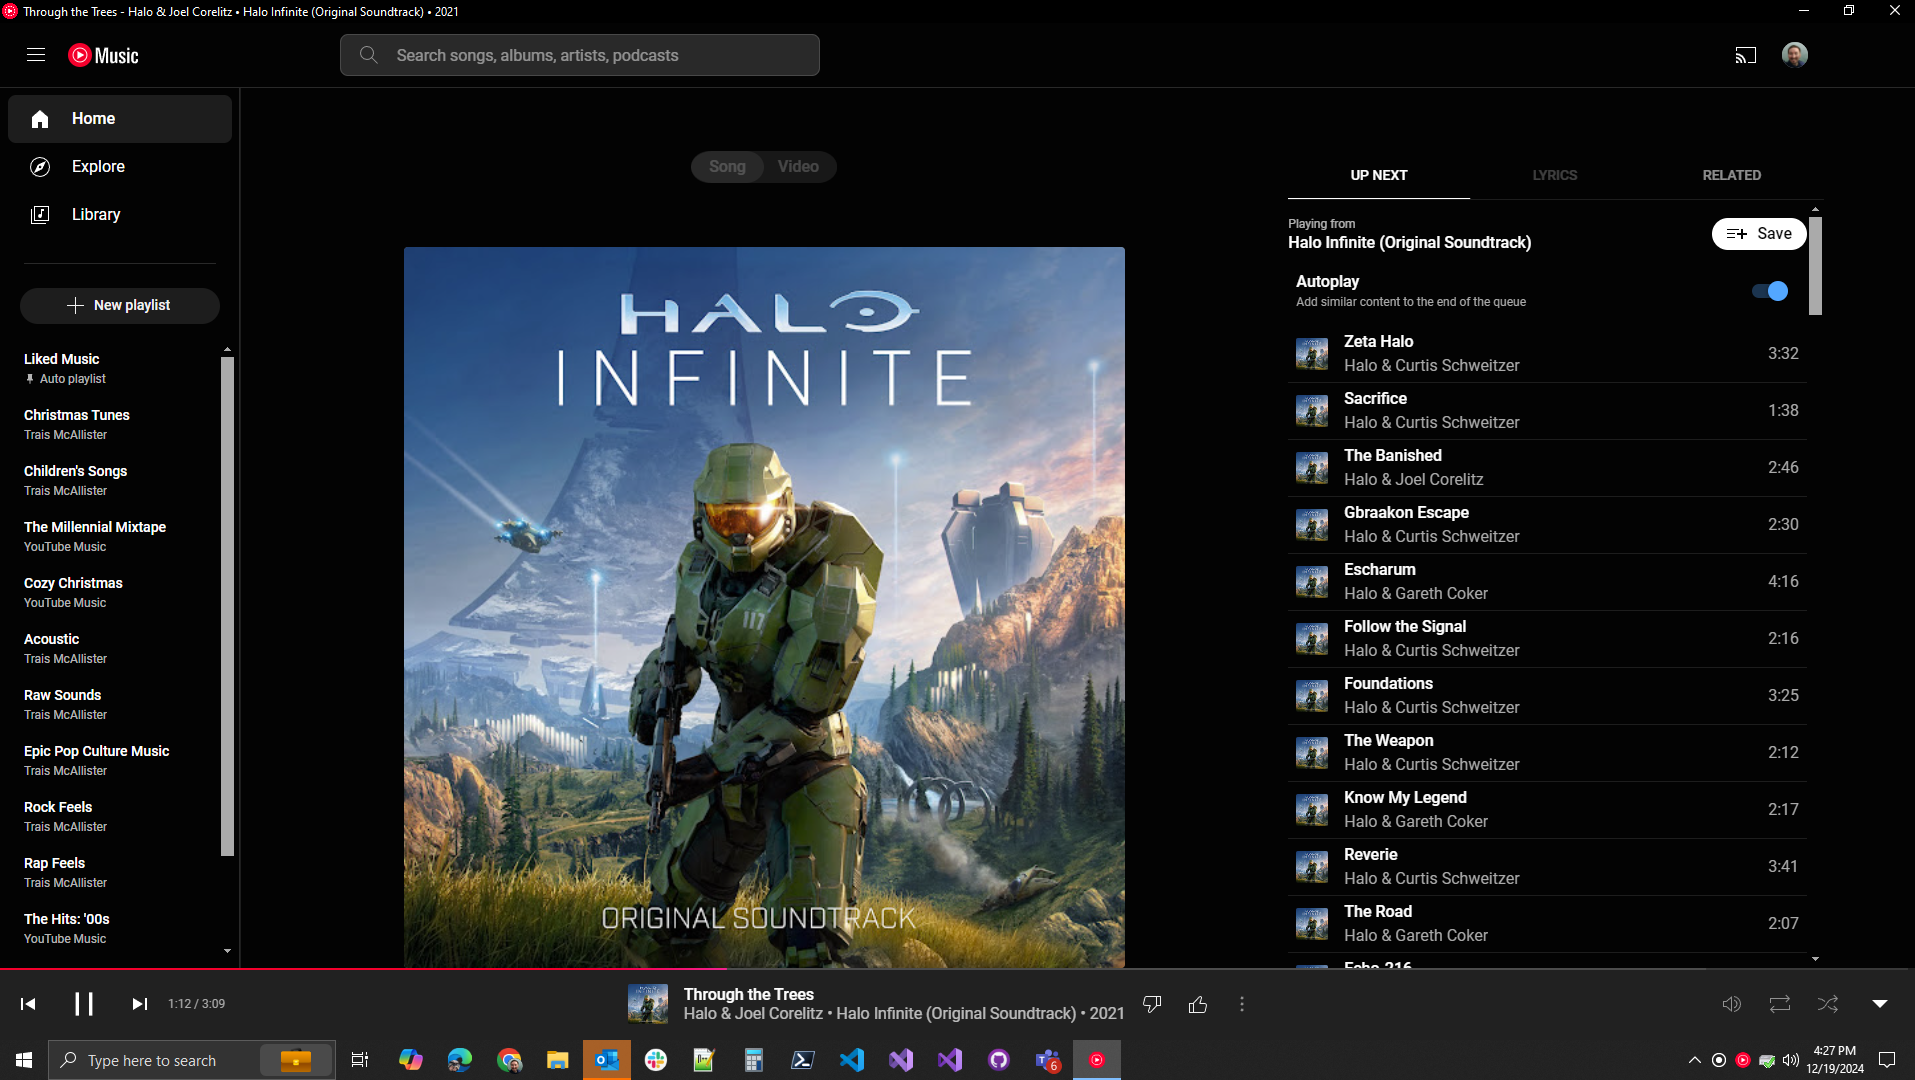 Through the Trees - Halo & Joel Corelitz • Halo Infinite (Original Soundtrack) • 2021
Music
Search songs, albums, artists, podcasts
Home
Explore
Library
New playlist
Liked Music
Auto playlist
Christmas Tunes
Trais McAllister
Children's Songs
Trais McAllister
The Millennial Mixtape
YouTube Music
Cozy Christmas
YouTube Music
Acoustic
Trais McAllister
Raw Sounds
Trais McAllister
Epic Pop Culture Music
Trais McAllister
Rock Feels
Trais McAllister
Rap Feels
Trais McAllister
The Hits: '00s
YouTube Music
Song Video
HALO
INFINITE
117
ORIGINAL SOUNDTRACK
UP NEXT LYRICS RELATED
Playing from
Halo Infinite (Original Soundtrack)
Save
Autoplay
Add similar content to the end of the queue
Zeta Halo
Halo & Curtis Schweitzer
3:32
Sacrifice
Halo & Curtis Schweitzer
1:38
The Banished
Halo & Joel Corelitz
2:46
Gbraakon Escape
Halo & Curtis Schweitzer
2:30
Escharum
Halo & Gareth Coker
4:16
Follow the Signal
Halo & Curtis Schweitzer
2:16
Foundations
Halo & Curtis Schweitzer
3:25
The Weapon
Halo & Curtis Schweitzer
2:12
Know My Legend
Halo & Gareth Coker
2:17
Reverie
Halo & Curtis Schweitzer
3:41
The Road
Halo & Gareth Coker
2:07
Echo 216
1:12 / 3:09
Through the Trees
Halo & Joel Corelitz • Halo Infinite (Original Soundtrack) • 2021
Type here to search
6
4:27 PM
12/19/2024